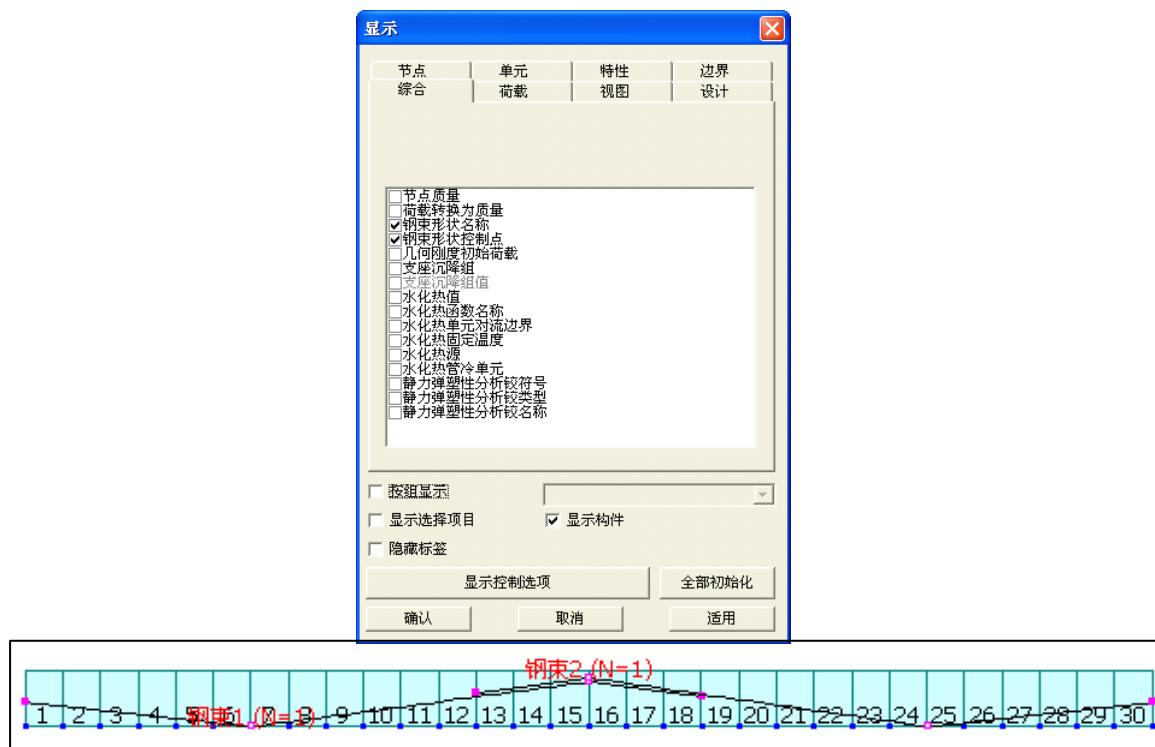 显示
节点 单元 特性 边界
综合 荷载 视图 设计
节点质量
荷载转换为质量
钢束形状名称
钢束形状控制点
几何刚度初始荷载
支座沉降组
支座沉降组值
水化热值
水化热函数名称
水化热单元对流边界
水化热固定温度
水化热源
水化热管冷单元
静力弹塑性分析铰符号
静力弹塑性分析铰类型
静力弹塑性分析铰名称
按组显示
显示选择项目 显示构件
隐藏标签
显示控制选项 全部初始化
确认 取消 适用
钢束2 (N=1)
钢束1 (N=1)
1 2 3 4 5 6 7 8 9 10 11 12 13 14 15 16 17 18 19 20 21 22 23 24 25 26 27 28 29 30